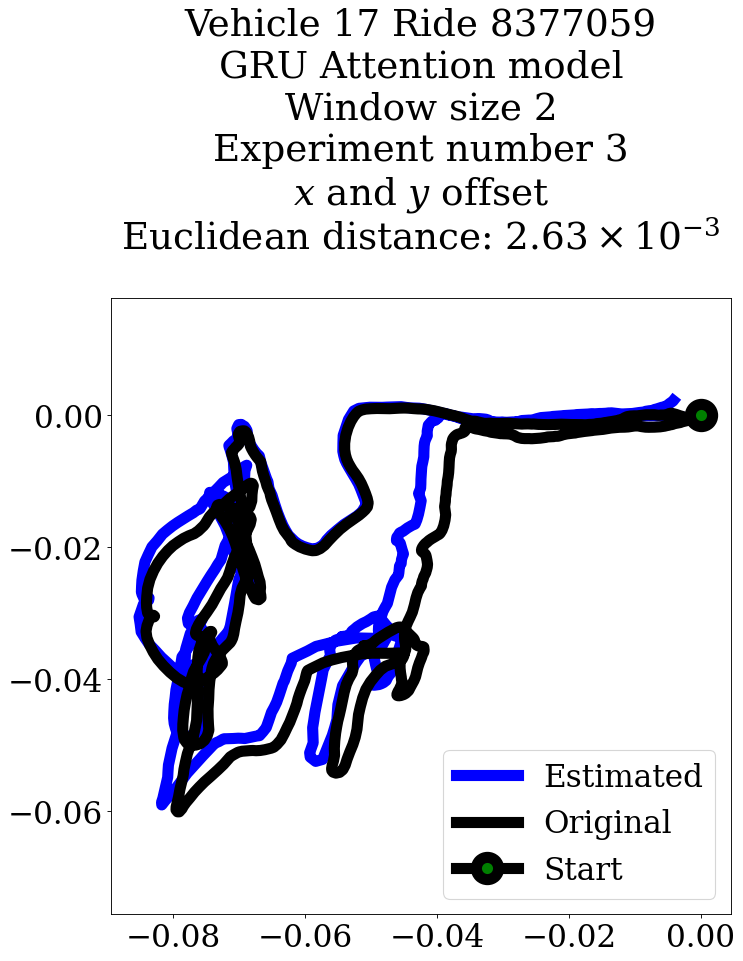 Vehicle 17 Ride 8377059
GRU Attention model
Window size 2
Experiment number 3
x and y offset
Euclidean distance: 2.63 × 10⁻³
0.00
−0.02
−0.04
−0.06
Estimated
Original
Start
−0.08
−0.06
−0.04
−0.02
0.00